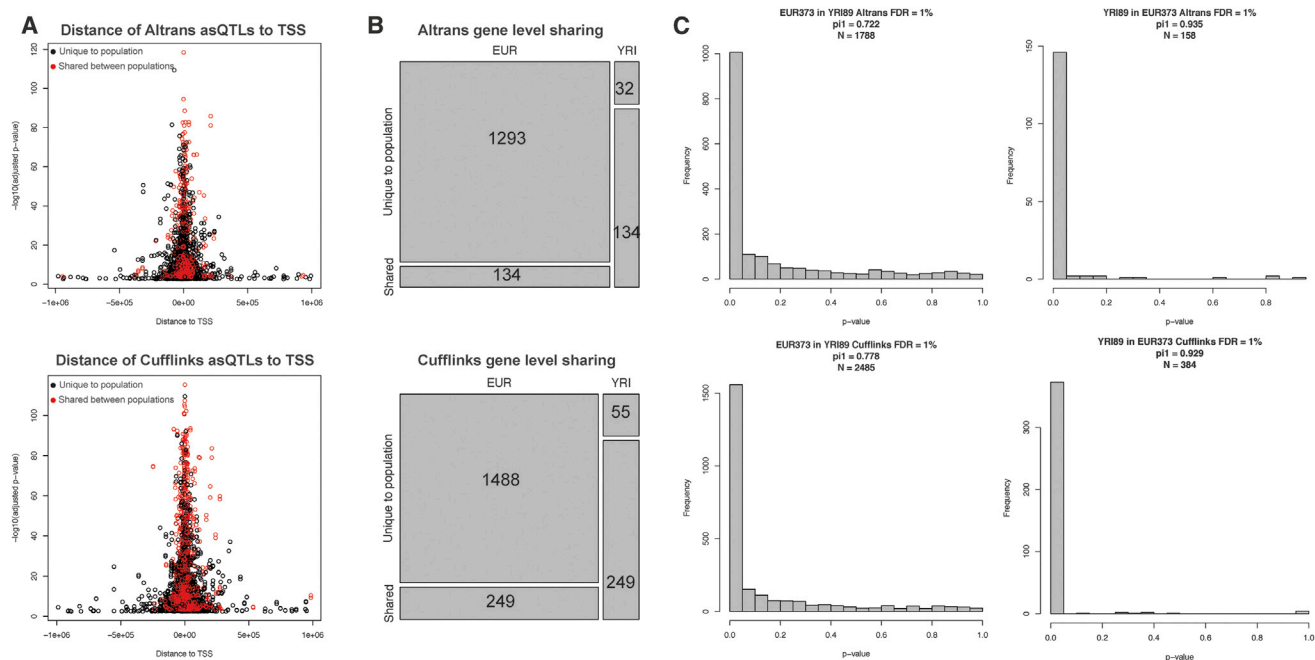 A
Distance of Altrans asQTLs to TSS
Unique to population
Shared between populations
120
100
80
60
40
20
0
−log10(adjusted p−value)
−1e+06
−5e+05
0e+00
5e+05
1e+06
Distance to TSS
Distance of Cufflinks asQTLs to TSS
Unique to population
Shared between populations
100
80
60
40
20
0
−log10(adjusted p−value)
−1e+06
−5e+05
0e+00
5e+05
1e+06
Distance to TSS
B
Altrans gene level sharing
EUR
YRI
Unique to population
Shared
1293
32
134
134
Cufflinks gene level sharing
EUR
YRI
Unique to population
Shared
1488
55
249
249
C
EUR373 in YRI89 Altrans FDR = 1%
pi1 = 0.722
N = 1788
Frequency
1000
800
600
400
200
0
0.0
0.2
0.4
0.6
0.8
1.0
p−value
YRI89 in EUR373 Altrans FDR = 1%
pi1 = 0.935
N = 158
Frequency
150
100
50
0
0.0
0.2
0.4
0.6
0.8
p−value
EUR373 in YRI89 Cufflinks FDR = 1%
pi1 = 0.778
N = 2485
Frequency
1500
1000
500
0
0.0
0.2
0.4
0.6
0.8
1.0
p−value
YRI89 in EUR373 Cufflinks FDR = 1%
pi1 = 0.929
N = 384
Frequency
300
200
100
0
0.0
0.2
0.4
0.6
0.8
1.0
p−value